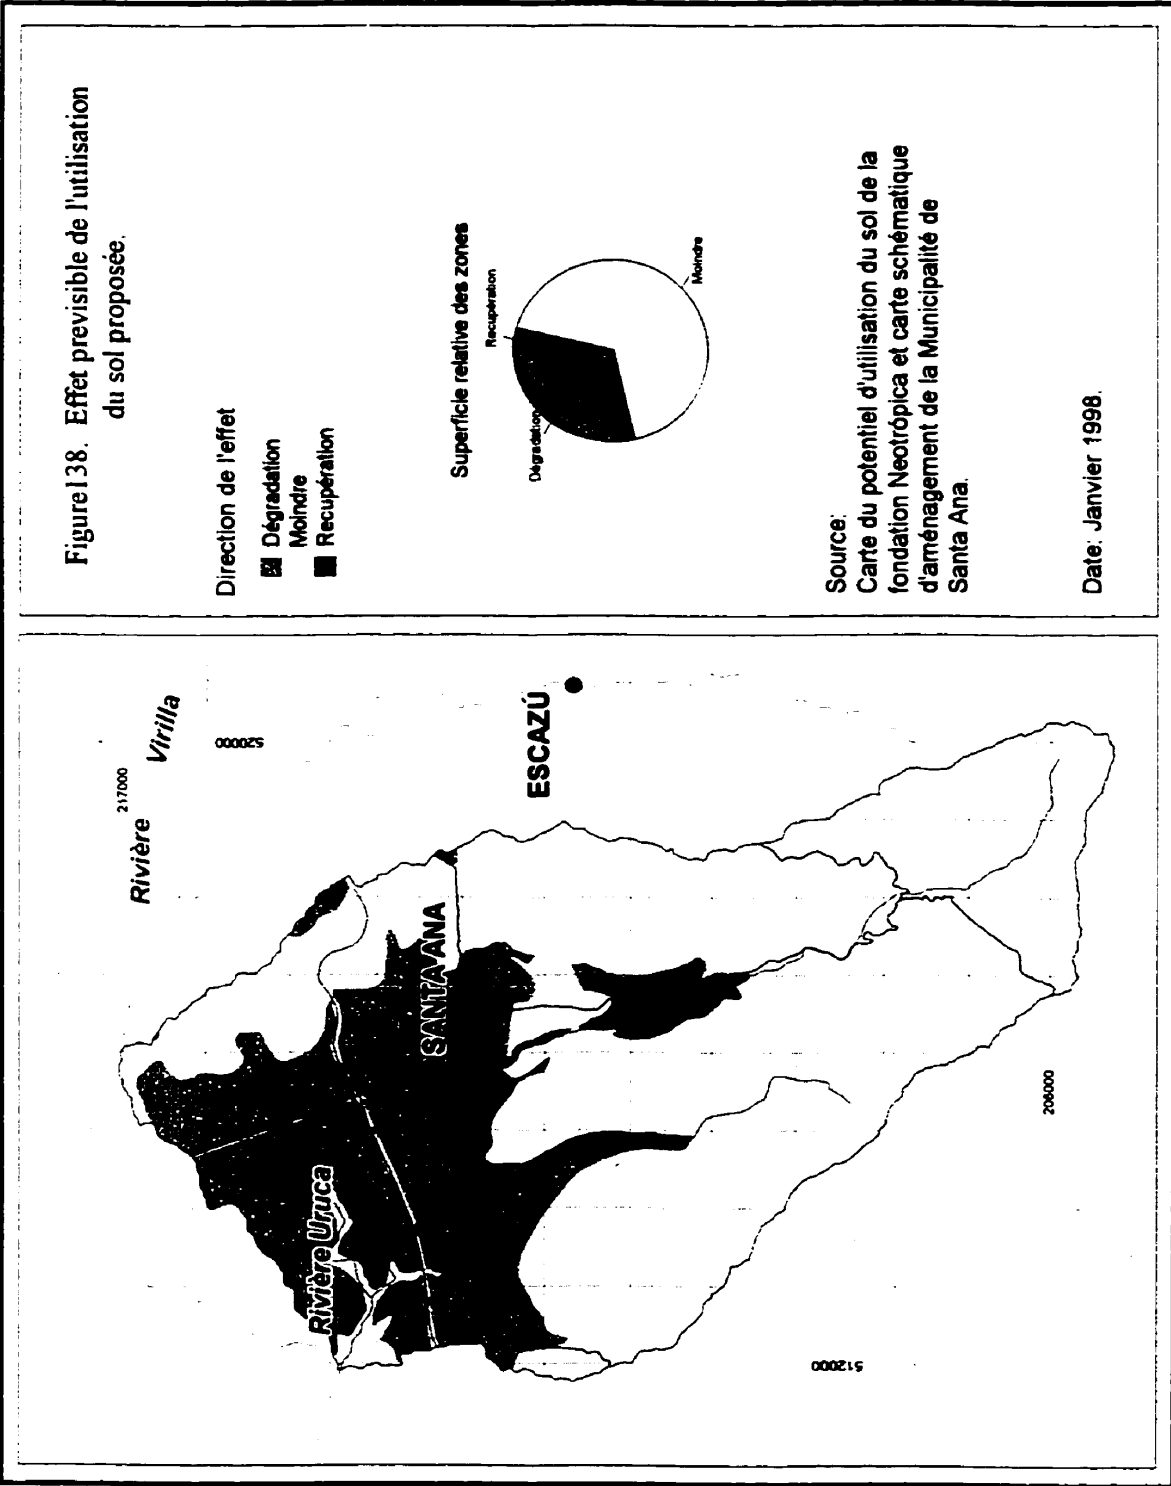 Figure138. Effet previsible de l'utilisation
du sol proposée.
Direction de l'effet
Dégradation
Moindre
Recupération
Superficie relative des zones
Recupération
Dégradation
Moindre
Source:
Carte du potentiel d'utilisation du sol de la
fondation Neotrópica et carte schématique
d'aménagement de la Municipalité de
Santa Ana.
Date: Janvier 1998.
Rivière Virilla
217000
520000
ESCAZÚ
SANTA ANA
Rivière Uruca
206000
512000